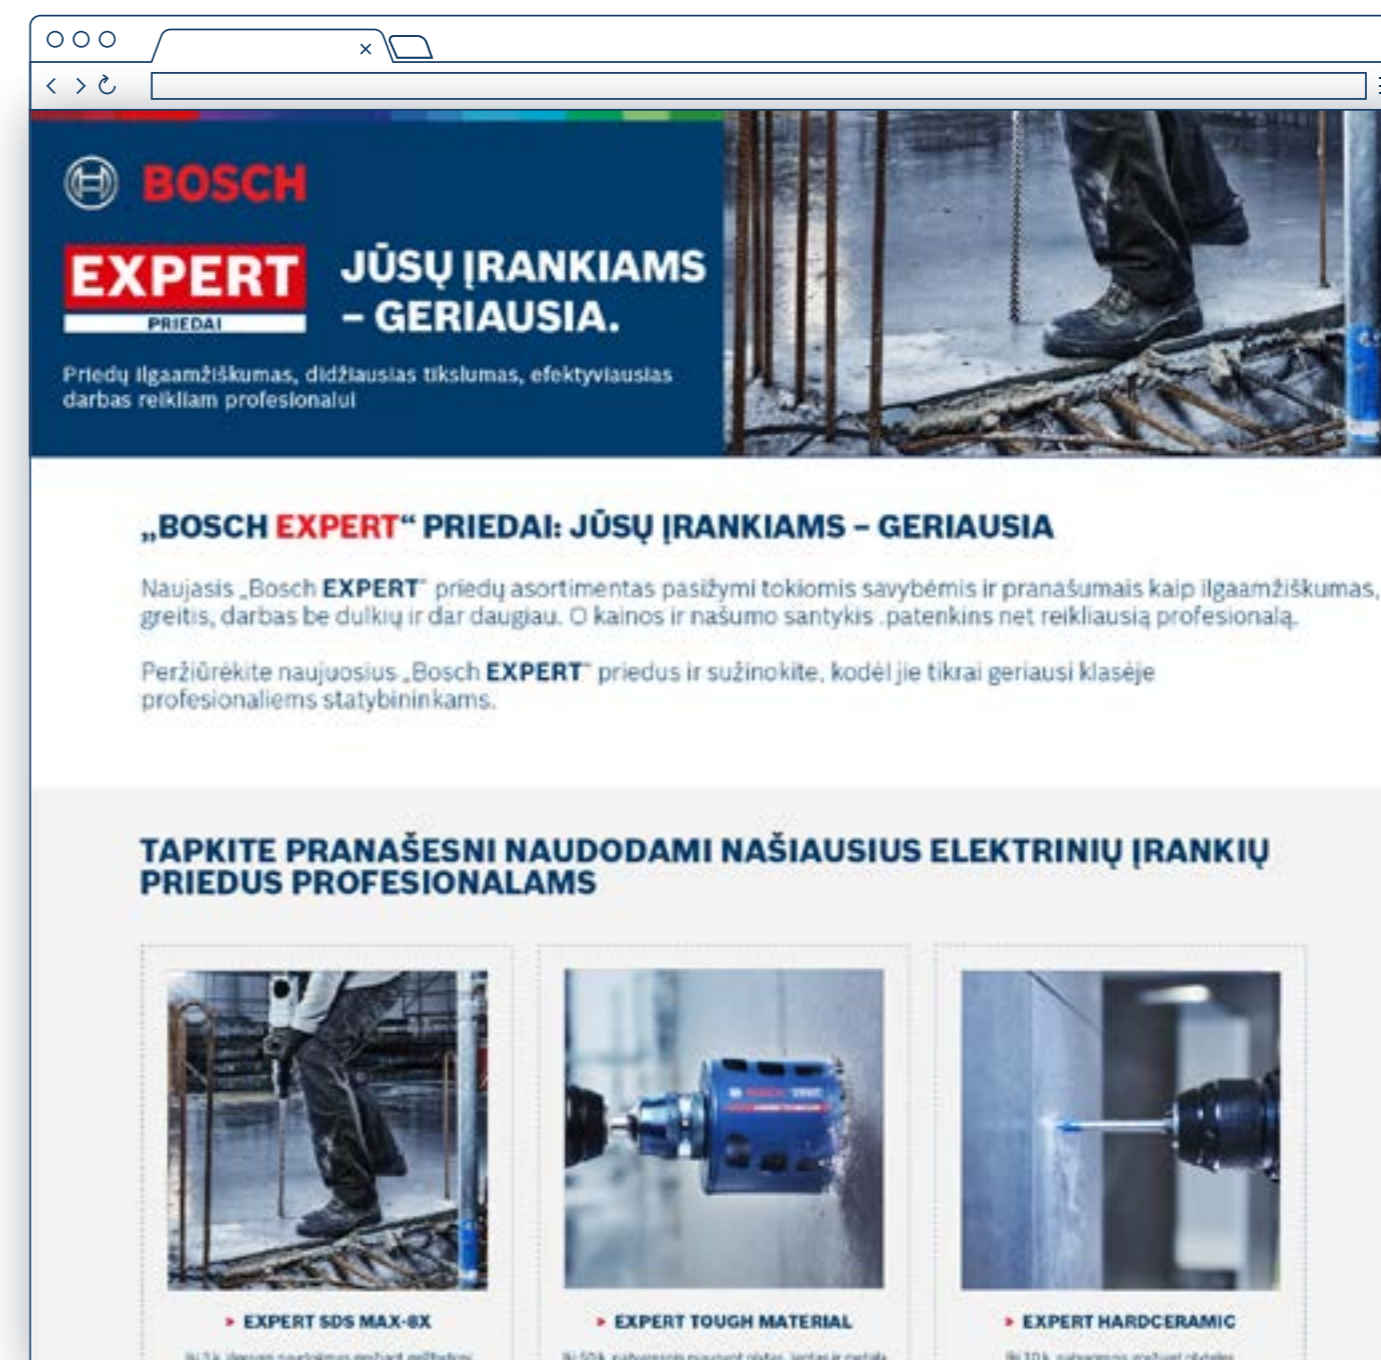 BOSCH
EXPERT
PRIEDAI
JŪSŲ ĮRANKIAMS
– GERIAUSIA.
Priedų ilgaamžiškumas, didžiausias tikslumas, efektyviausias
darbas reikliam profesionalui
„BOSCH EXPERT“ PRIEDAI: JŪSŲ ĮRANKIAMS – GERIAUSIA
Naujasis „Bosch EXPERT“ priedų asortimentas pasižymi tokiomis savybėmis ir pranašumais kaip ilgaamžiškumas,
greitis, darbas be dulkių ir dar daugiau. O kainos ir našumo santykis .patenkins net reikliausią profesionalą.
Peržiūrėkite naujuosius „Bosch EXPERT“ priedus ir sužinokite, kodėl jie tikrai geriausi klasėje
profesionaliems statybininkams.
TAPKITE PRANAŠESNI NAUDODAMI NAŠIAUSIUS ELEKTRINIŲ ĮRANKIŲ
PRIEDUS PROFESIONALAMS
BOSCH
EXPERT SDS MAX-8X
EXPERT TOUGH MATERIAL
EXPERT HARDCERAMIC